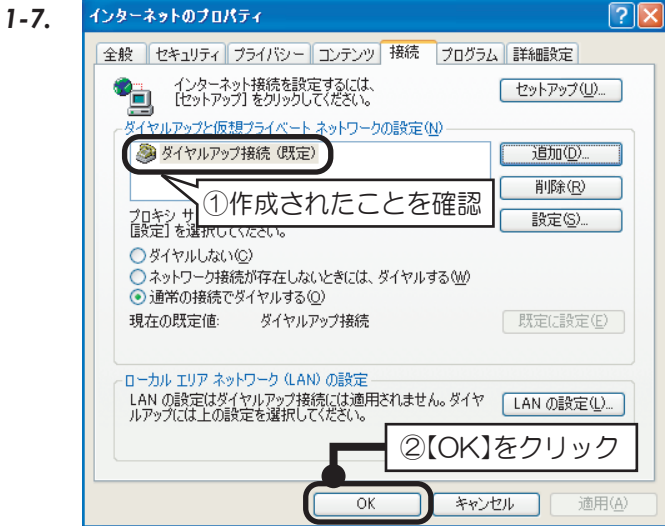 1-7.
インターネットのプロパティ
全般 セキュリティ プライバシー コンテンツ 接続 プログラム 詳細設定
インターネット接続を設定するには、
[セットアップ] をクリックしてください。
セットアップ(U)...
ダイヤルアップと仮想プライベート ネットワークの設定(N)
ダイヤルアップ接続 (既定)
追加(D)...
削除(R)
①作成されたことを確認
設定(S)...
プロキシ サ
[設定] を選択してください。
ダイヤルしない(C)
ネットワーク接続が存在しないときには、ダイヤルする(W)
通常の接続でダイヤルする(O)
現在の既定値: ダイヤルアップ接続
既定に設定(E)
ローカル エリア ネットワーク (LAN) の設定
LAN の設定はダイヤルアップ接続には適用されません。ダイヤ
ルアップには上の設定を選択してください。
LAN の設定(L)...
②【OK】をクリック
OK キャンセル 適用(A)